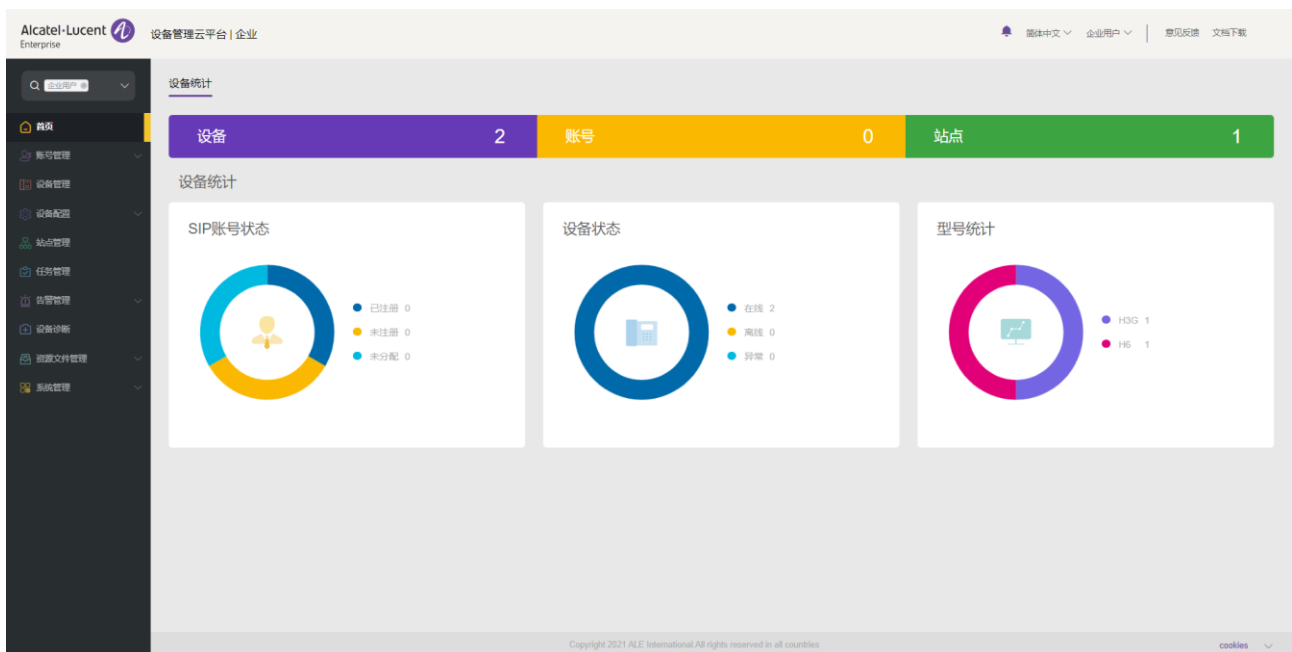 Alcatel·Lucent
Enterprise
设备管理云平台 | 企业
简体中文
企业用户
意见反馈
文档下载
企业用户
首页
账号管理
设备管理
设备配置
站点管理
任务管理
告警管理
设备诊断
资源文件管理
系统管理
设备统计
设备 2
账号 0
站点 1
设备统计
SIP账号状态
已注册 0
未注册 0
未分配 0
设备状态
在线 2
离线 0
异常 0
型号统计
H3G 1
H6 1
Copyright 2021 ALE International.All rights reserved in all countries
cookies